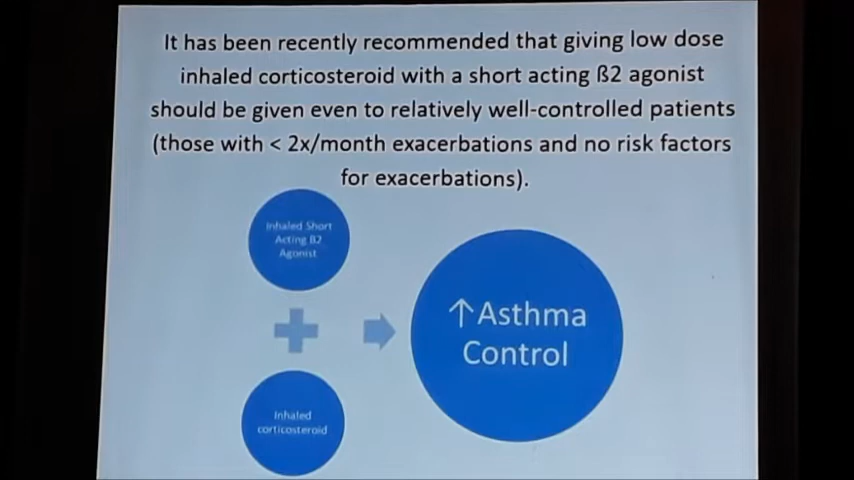 It has been recently recommended that giving low dose
inhaled corticosteroid with a short acting ß2 agonist
should be given even to relatively well-controlled patients
(those with < 2x/month exacerbations and no risk factors
for exacerbations).
Inhaled Short
Acting ß2
Agonist
↑Asthma
Control
Inhaled
corticosteroid